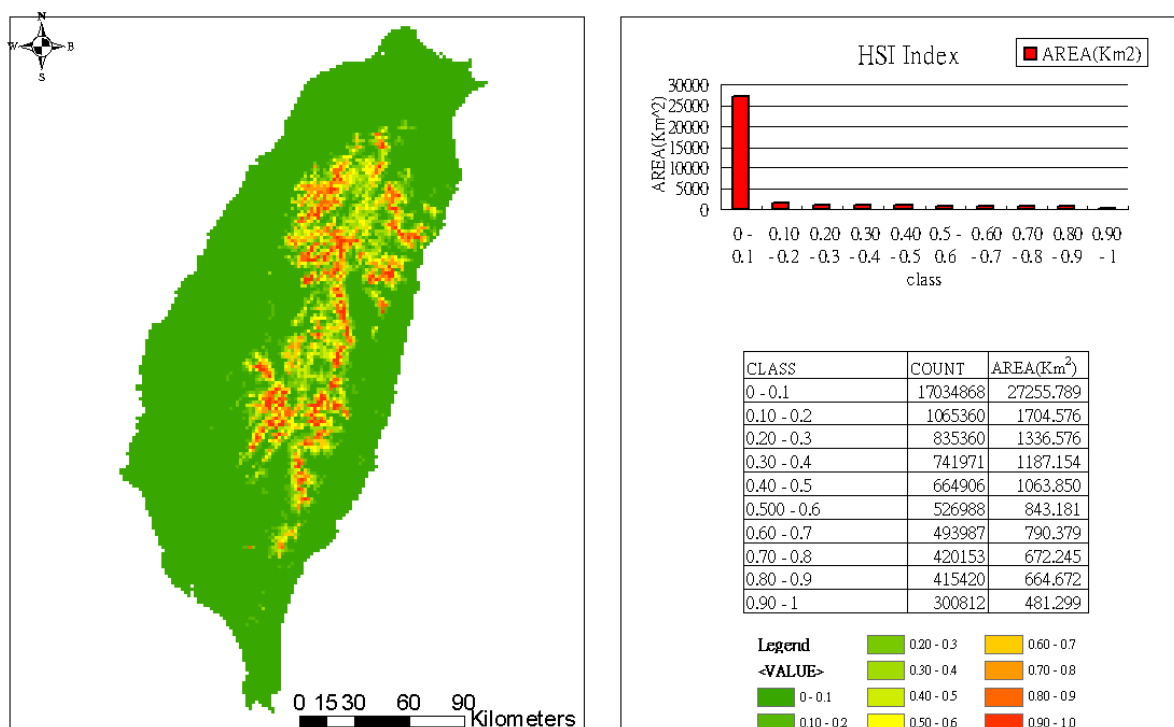 N
W E
S
0 15 30 60 90
Kilometers
HSI Index
AREA(Km2)
AREA(Km^2)
30000
25000
20000
15000
10000
5000
0
0 - 0.10 0.20 0.30 0.40 0.5 - 0.60 0.70 0.80 0.90
0.1 - 0.2 - 0.3 - 0.4 - 0.5 0.6 - 0.7 - 0.8 - 0.9 - 1
class
CLASS COUNT AREA(Km²)
0 - 0.1 17034868 27255.789
0.10 - 0.2 1065360 1704.576
0.20 - 0.3 835360 1336.576
0.30 - 0.4 741971 1187.154
0.40 - 0.5 664906 1063.850
0.500 - 0.6 526988 843.181
0.60 - 0.7 493987 790.379
0.70 - 0.8 420153 672.245
0.80 - 0.9 415420 664.672
0.90 - 1 300812 481.299
Legend
<VALUE>
0 - 0.1
0.10 - 0.2
0.20 - 0.3
0.30 - 0.4
0.40 - 0.5
0.50 - 0.6
0.60 - 0.7
0.70 - 0.8
0.80 - 0.9
0.90 - 1.0